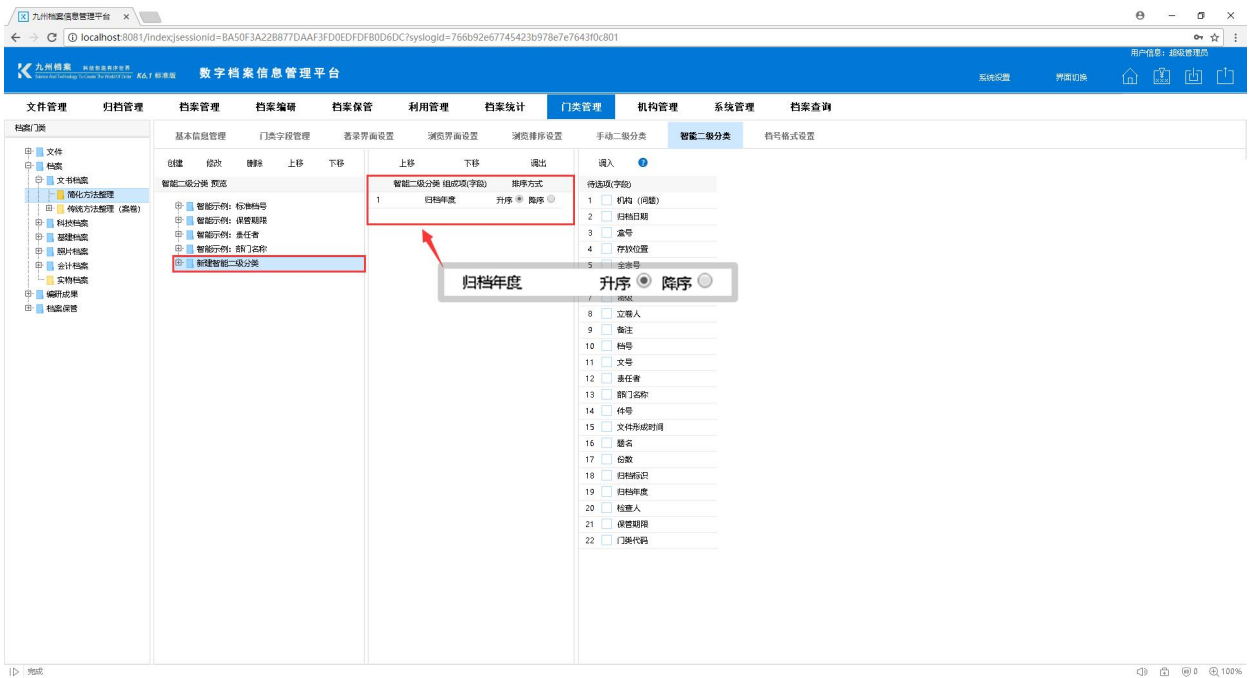 九州档案信息管理平台
localhost:8081/index;jsessionid=BA50F3A22B877DAAF3FD0EDFDFB0D6DC?syslogid=766b92e67745423b978e7e7643f0c801
用户信息：超级管理员
九州档案 科技智慧有序世界
K6.1 标准版
数字档案信息管理平台
系统设置 界面切换
文件管理 归档管理 档案管理 档案编研 档案保管 利用管理 档案统计 门类管理 机构管理 系统管理 档案查询
档案门类
基本信息管理 门类字段管理 著录界面设置 浏览界面设置 浏览排序设置 手动二级分类 智能二级分类 档号格式设置
文件
档案
文书档案
简化方法整理
传统方法整理（案卷）
科技档案
基建档案
照片档案
会计档案
实物档案
编研成果
档案保管
创建 修改 删除 上移 下移
智能二级分类 预览
智能示例：标准档号
智能示例：保管期限
智能示例：责任者
智能示例：部门名称
新建智能二级分类
上移 下移 调出
智能二级分类 组成项(字段) 排序方式
1 归档年度 升序 降序
归档年度 升序 降序
调入
待选项(字段)
1 机构（问题）
2 归档日期
3 盒号
4 存放位置
5 全宗号
7
8 立卷人
9 备注
10 档号
11 文号
12 责任者
13 部门名称
14 件号
15 文件形成时间
16 题名
17 份数
18 归档标识
19 归档年度
20 检查人
21 保管期限
22 门类代码
完成
0 100%